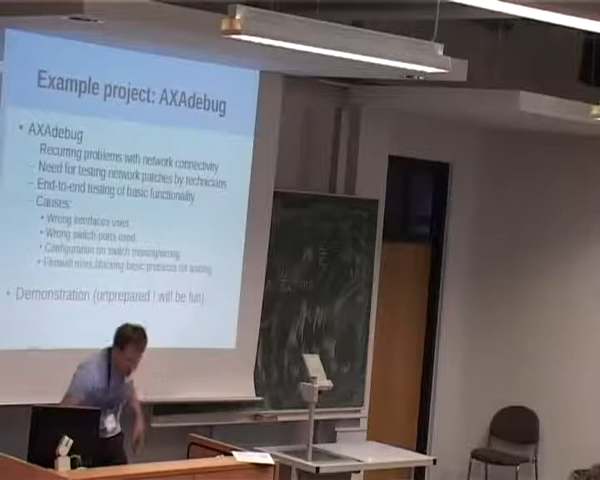 Example project: AXAdebug
• AXAdebug
Recurring problems with network connectivity
– Need for testing network patches by technicians
– End-to-end testing of basic functionality
– Causes:
• Wrong interfaces used
• Wrong switch ports used
• Configuration on switch
• Firewall rules blocking basic protocols for testing
• Demonstration (unprepared ! will be fun)